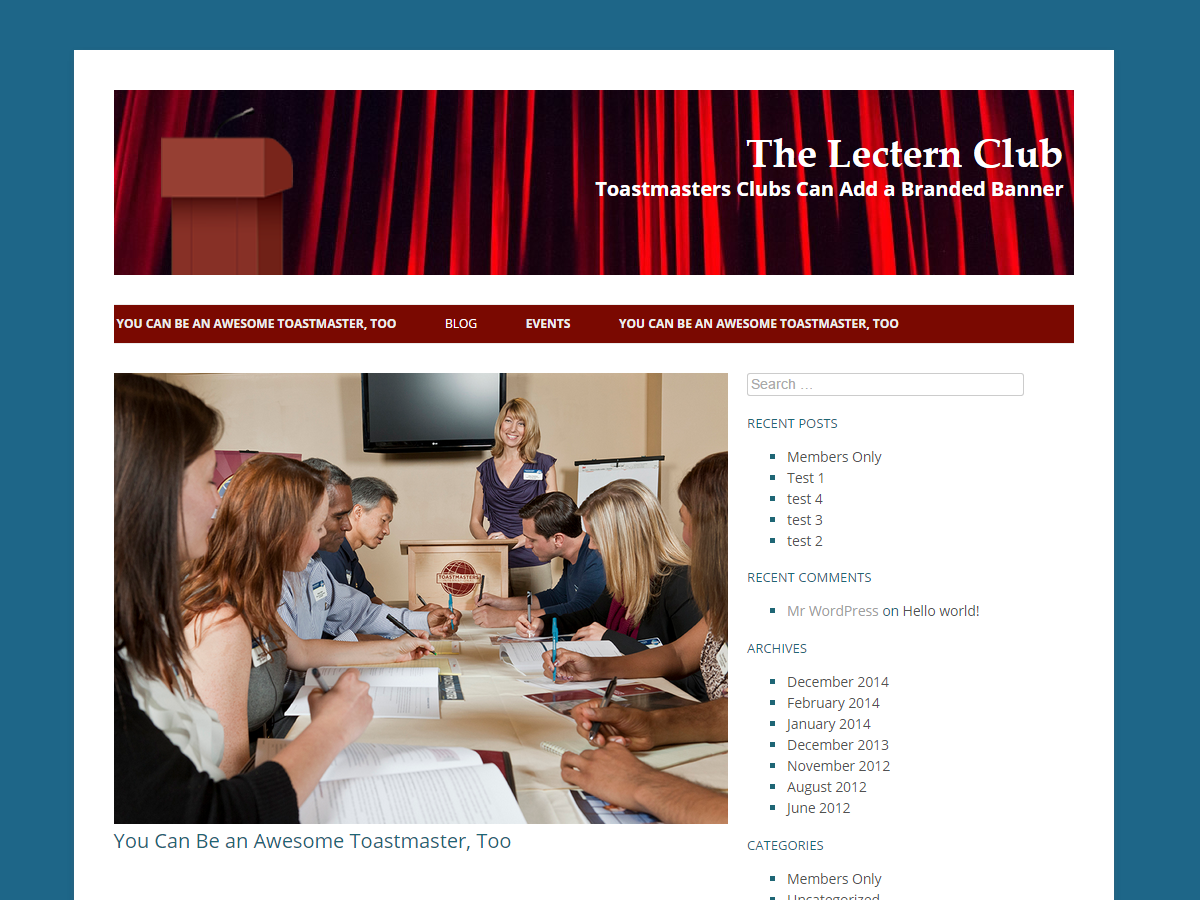 The Lectern Club
Toastmasters Clubs Can Add a Branded Banner
YOU CAN BE AN AWESOME TOASTMASTER, TOO BLOG EVENTS YOU CAN BE AN AWESOME TOASTMASTER, TOO
TOASTMASTERS
You Can Be an Awesome Toastmaster, Too
Search …
RECENT POSTS
Members Only
Test 1
test 4
test 3
test 2
RECENT COMMENTS
Mr WordPress on Hello world!
ARCHIVES
December 2014
February 2014
January 2014
December 2013
November 2012
August 2012
June 2012
CATEGORIES
Members Only
Uncategorized